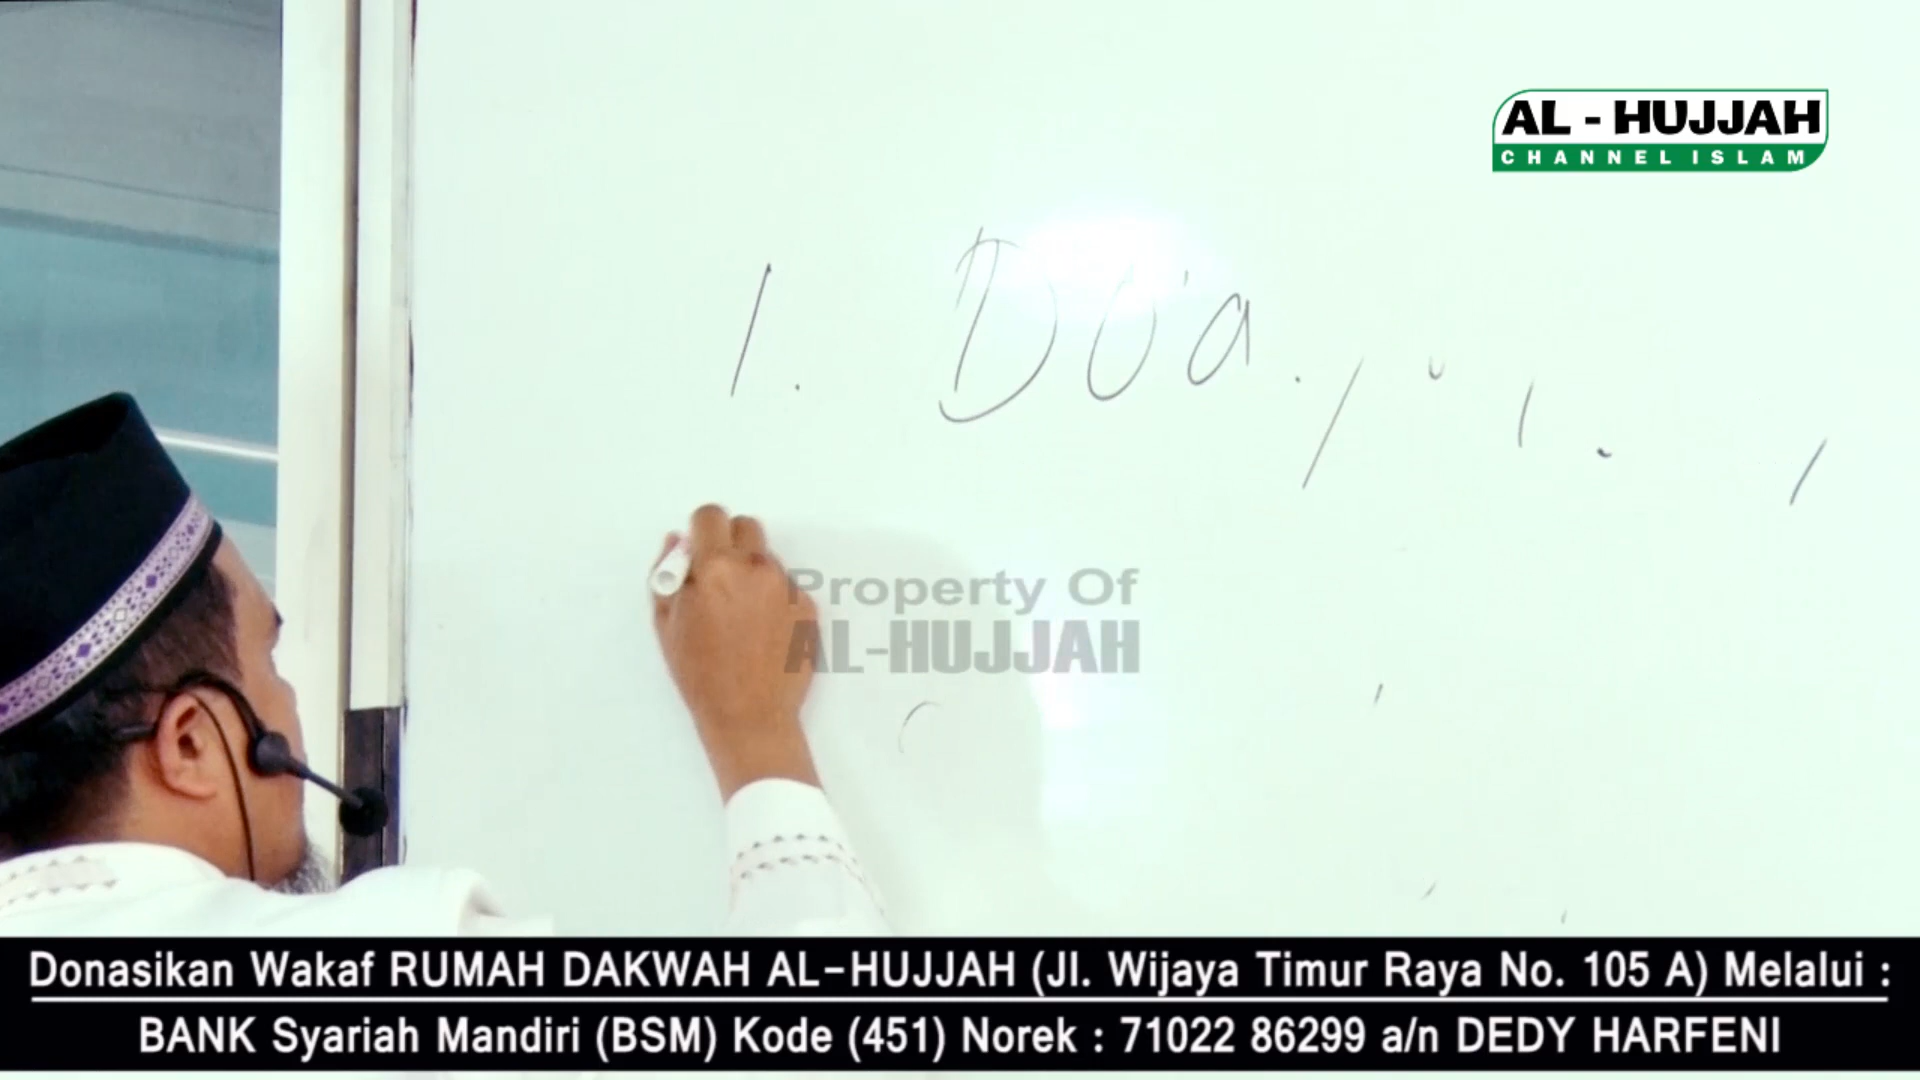 AL - HUJJAH
CHANNEL ISLAM
1. Do'a.
Property Of
AL-HUJJAH
Donasikan Wakaf RUMAH DAKWAH AL-HUJJAH (Jl. Wijaya Timur Raya No. 105 A) Melalui :
BANK Syariah Mandiri (BSM) Kode (451) Norek : 71022 86299 a/n DEDY HARFENI